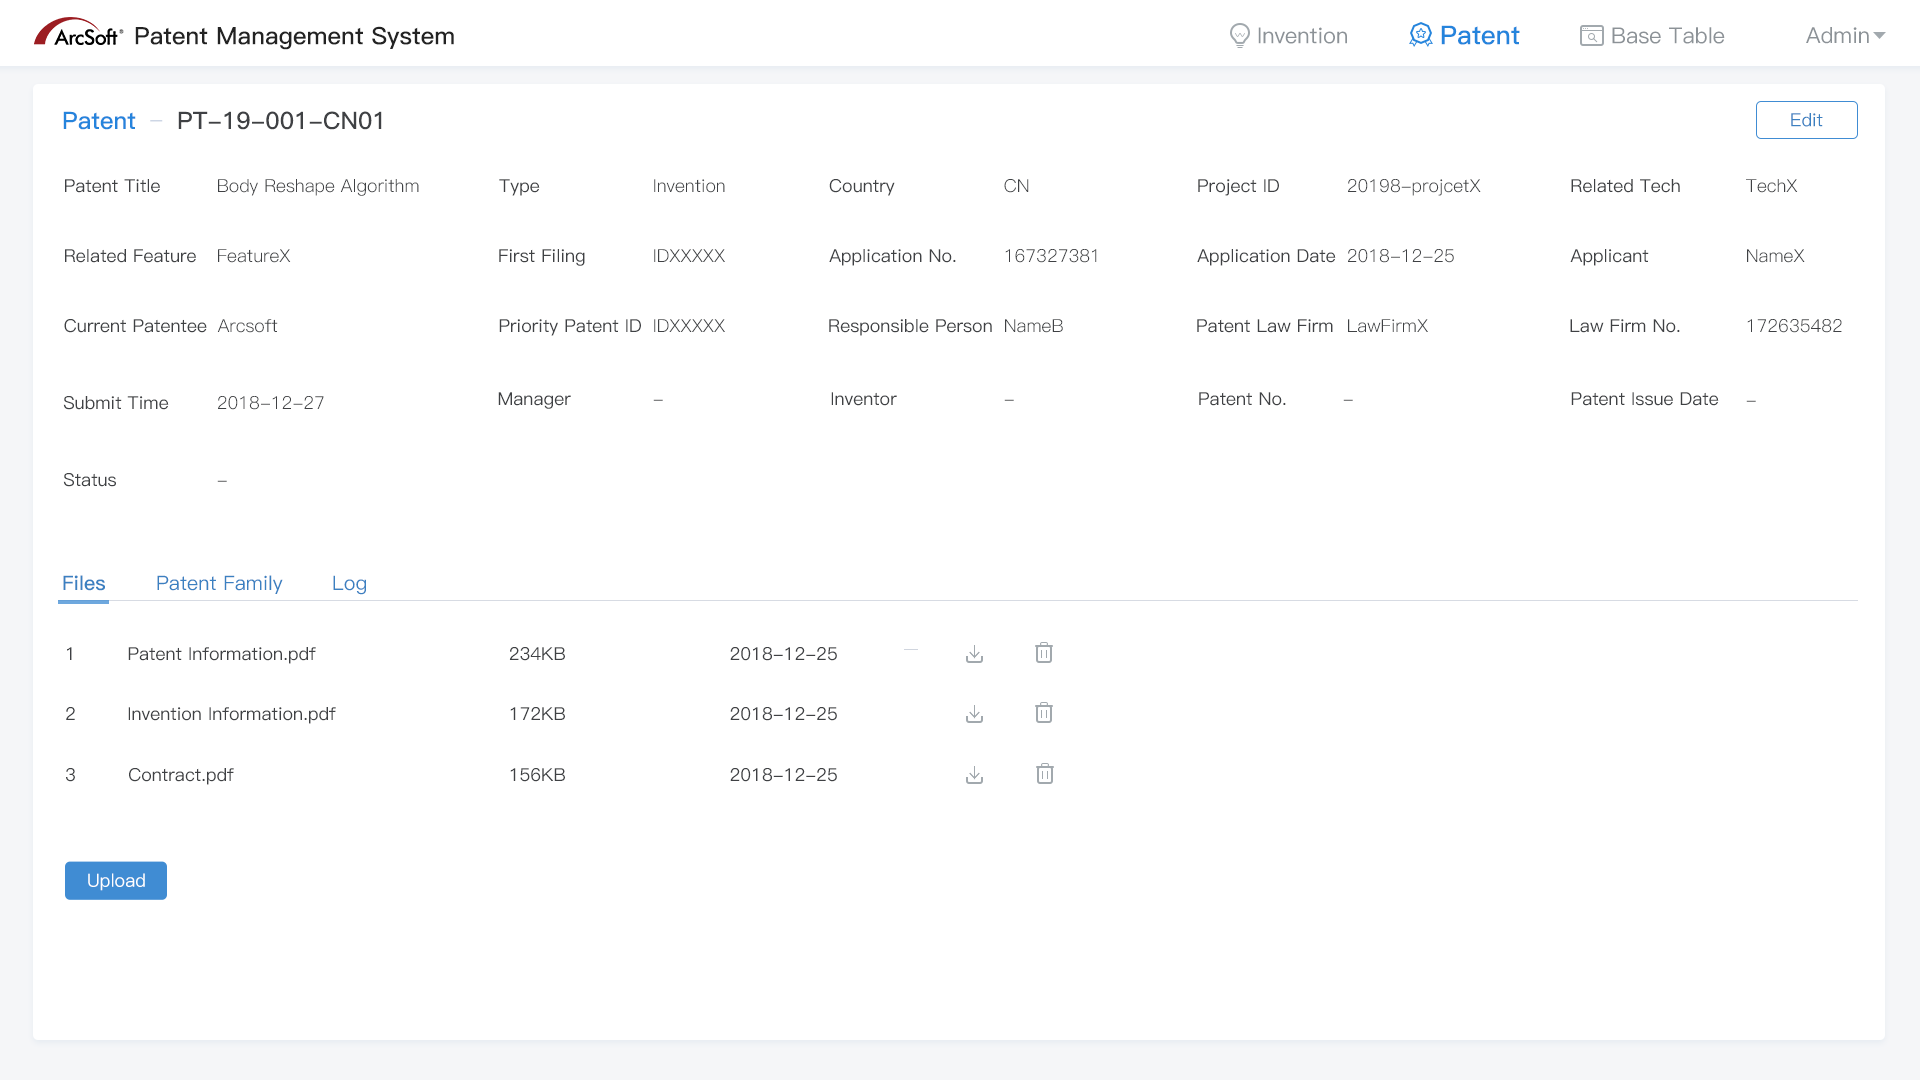 ArcSoft® Patent Management System Invention Patent Base Table Admin
Patent – PT-19-001-CN01 Edit
Patent Title Body Reshape Algorithm Type Invention Country CN Project ID 20198-projcetX Related Tech TechX
Related Feature FeatureX First Filing IDXXXXX Application No. 167327381 Application Date 2018-12-25 Applicant NameX
Current Patentee Arcsoft Priority Patent ID IDXXXXX Responsible Person NameB Patent Law Firm LawFirmX Law Firm No. 172635482
Submit Time 2018-12-27 Manager – Inventor – Patent No. – Patent Issue Date –
Status –
Files Patent Family Log
1 Patent Information.pdf 234KB 2018-12-25
2 Invention Information.pdf 172KB 2018-12-25
3 Contract.pdf 156KB 2018-12-25
Upload